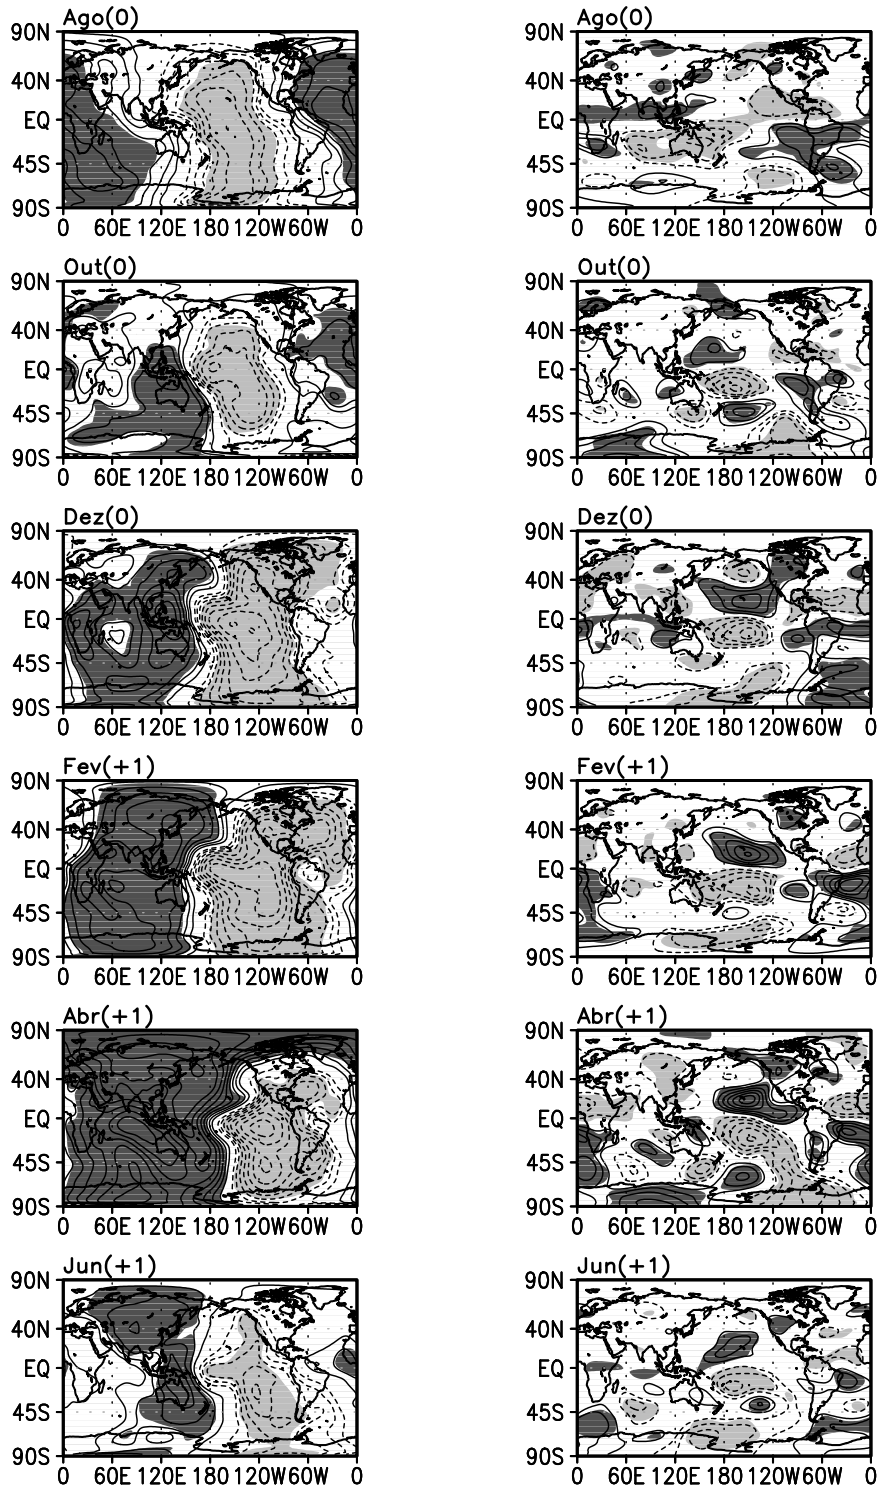 Ago(0) Ago(0)
90N 90N
40N 40N
EQ EQ
45S 45S
90S 90S
0 60E 120E 180 120W 60W 0 0 60E 120E 180 120W 60W 0
Out(0) Out(0)
90N 90N
40N 40N
EQ EQ
45S 45S
90S 90S
0 60E 120E 180 120W 60W 0 0 60E 120E 180 120W 60W 0
Dez(0) Dez(0)
90N 90N
40N 40N
EQ EQ
45S 45S
90S 90S
0 60E 120E 180 120W 60W 0 0 60E 120E 180 120W 60W 0
Fev(+1) Fev(+1)
90N 90N
40N 40N
EQ EQ
45S 45S
90S 90S
0 60E 120E 180 120W 60W 0 0 60E 120E 180 120W 60W 0
Abr(+1) Abr(+1)
90N 90N
40N 40N
EQ EQ
45S 45S
90S 90S
0 60E 120E 180 120W 60W 0 0 60E 120E 180 120W 60W 0
Jun(+1) Jun(+1)
90N 90N
40N 40N
EQ EQ
45S 45S
90S 90S
0 60E 120E 180 120W 60W 0 0 60E 120E 180 120W 60W 0